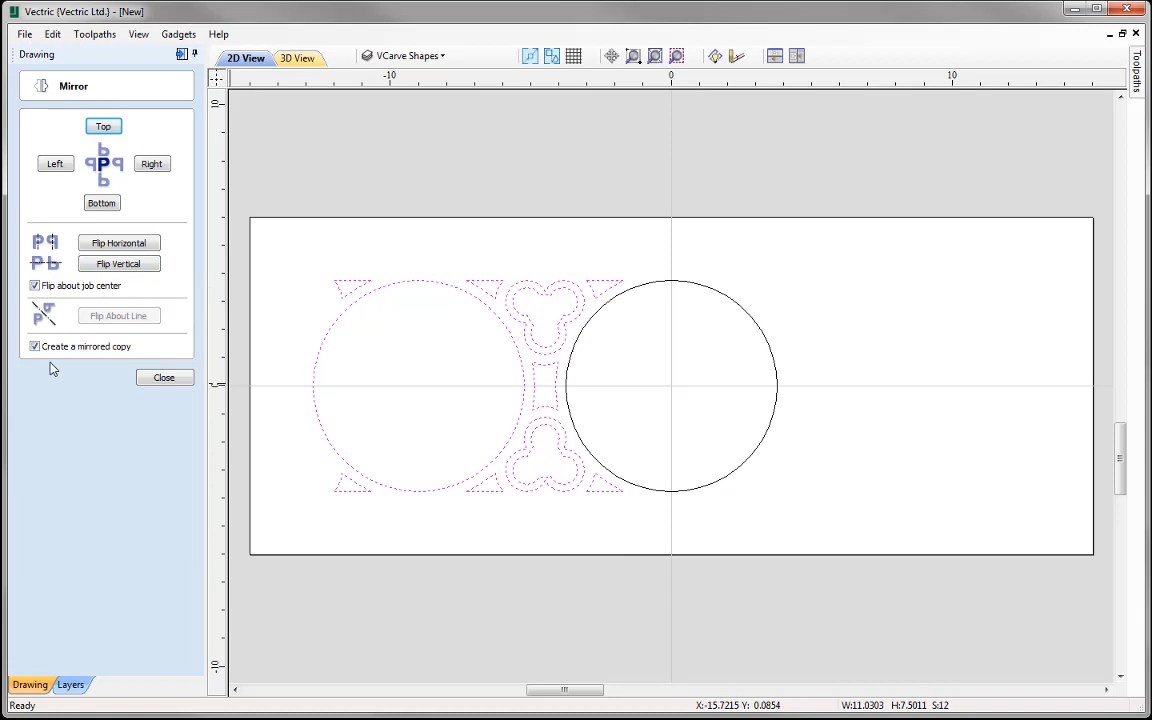 Vectric {Vectric Ltd.} - [New]
File Edit Toolpaths View Gadgets Help
Drawing
2D View 3D View VCarve Shapes
Mirror
-10 0 10
Top
Left Right
Bottom
Flip Horizontal
Flip Vertical
Flip about job center
Flip About Line
Create a mirrored copy
Close
Toolpaths
Drawing Layers
Ready X:-15.7215 Y: 0.0854 W:11.0303 H:7.5011 S:12